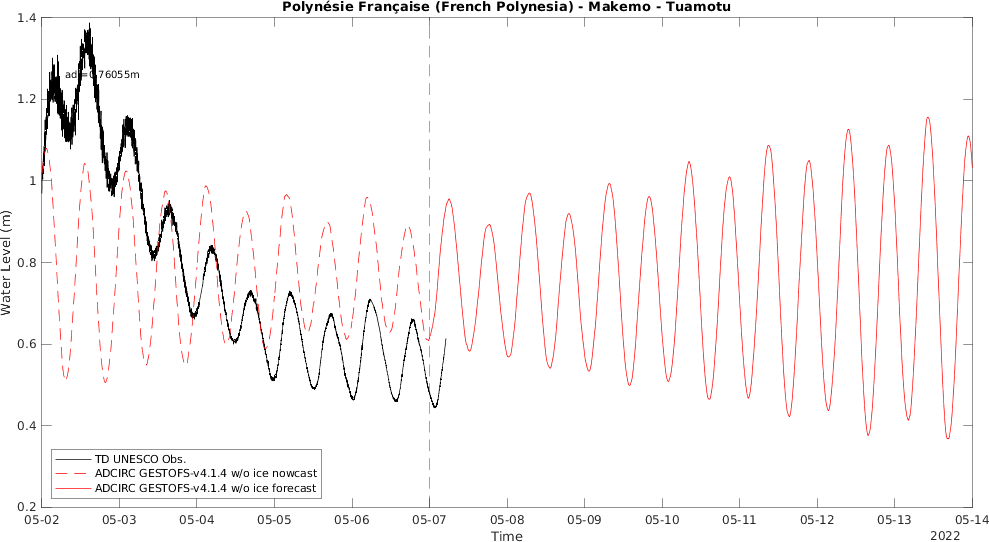 Polynésie Française (French Polynesia) - Makemo - Tuamotu
1.4
1.2
1
0.8
0.6
0.4
0.2
Water Level (m)
adj=0.76055m
TD UNESCO Obs.
ADCIRC GESTOFS-v4.1.4 w/o ice nowcast
ADCIRC GESTOFS-v4.1.4 w/o ice forecast
05-02 05-03 05-04 05-05 05-06 05-07 05-08 05-09 05-10 05-11 05-12 05-13 05-14
Time
2022